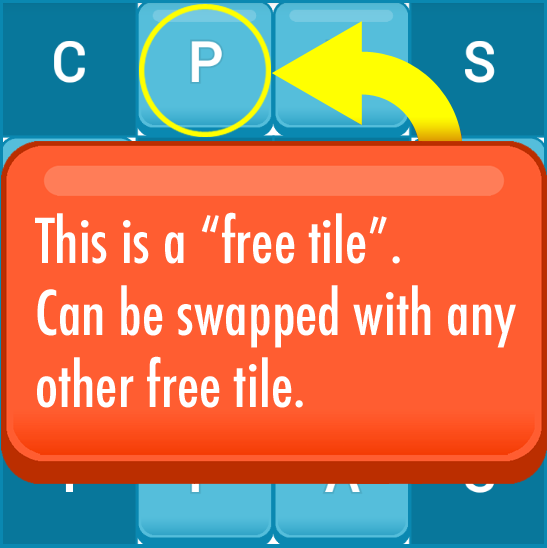 C P S
This is a “free tile”.
Can be swapped with any
other free tile.